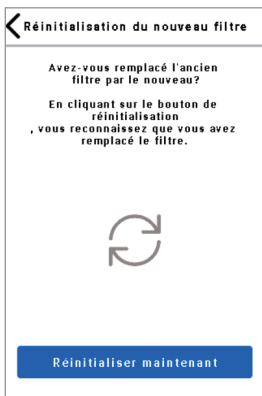 Réinitialisation du nouveau filtre
Avez-vous remplacé l'ancien
filtre par le nouveau?
En cliquant sur le bouton de
réinitialisation
, vous reconnaissez que vous avez
remplacé le filtre.
Réinitialiser maintenant